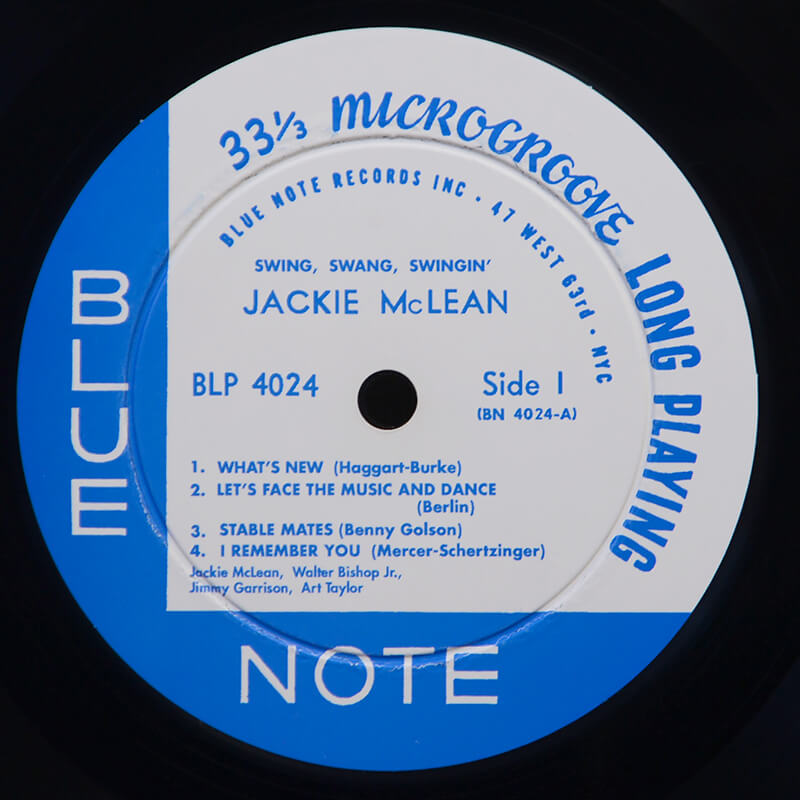 33⅓ MICROGROOVE LONG PLAYING
BLUE NOTE RECORDS INC · 47 WEST 63rd · NYC
SWING, SWANG, SWINGIN'
JACKIE McLEAN
BLP 4024
Side 1
(BN 4024-A)
1. WHAT'S NEW (Haggart-Burke)
2. LET'S FACE THE MUSIC AND DANCE
(Berlin)
3. STABLE MATES (Benny Golson)
4. I REMEMBER YOU (Mercer-Schertzinger)
Jackie McLean, Walter Bishop Jr.,
Jimmy Garrison, Art Taylor
BLUE
NOTE